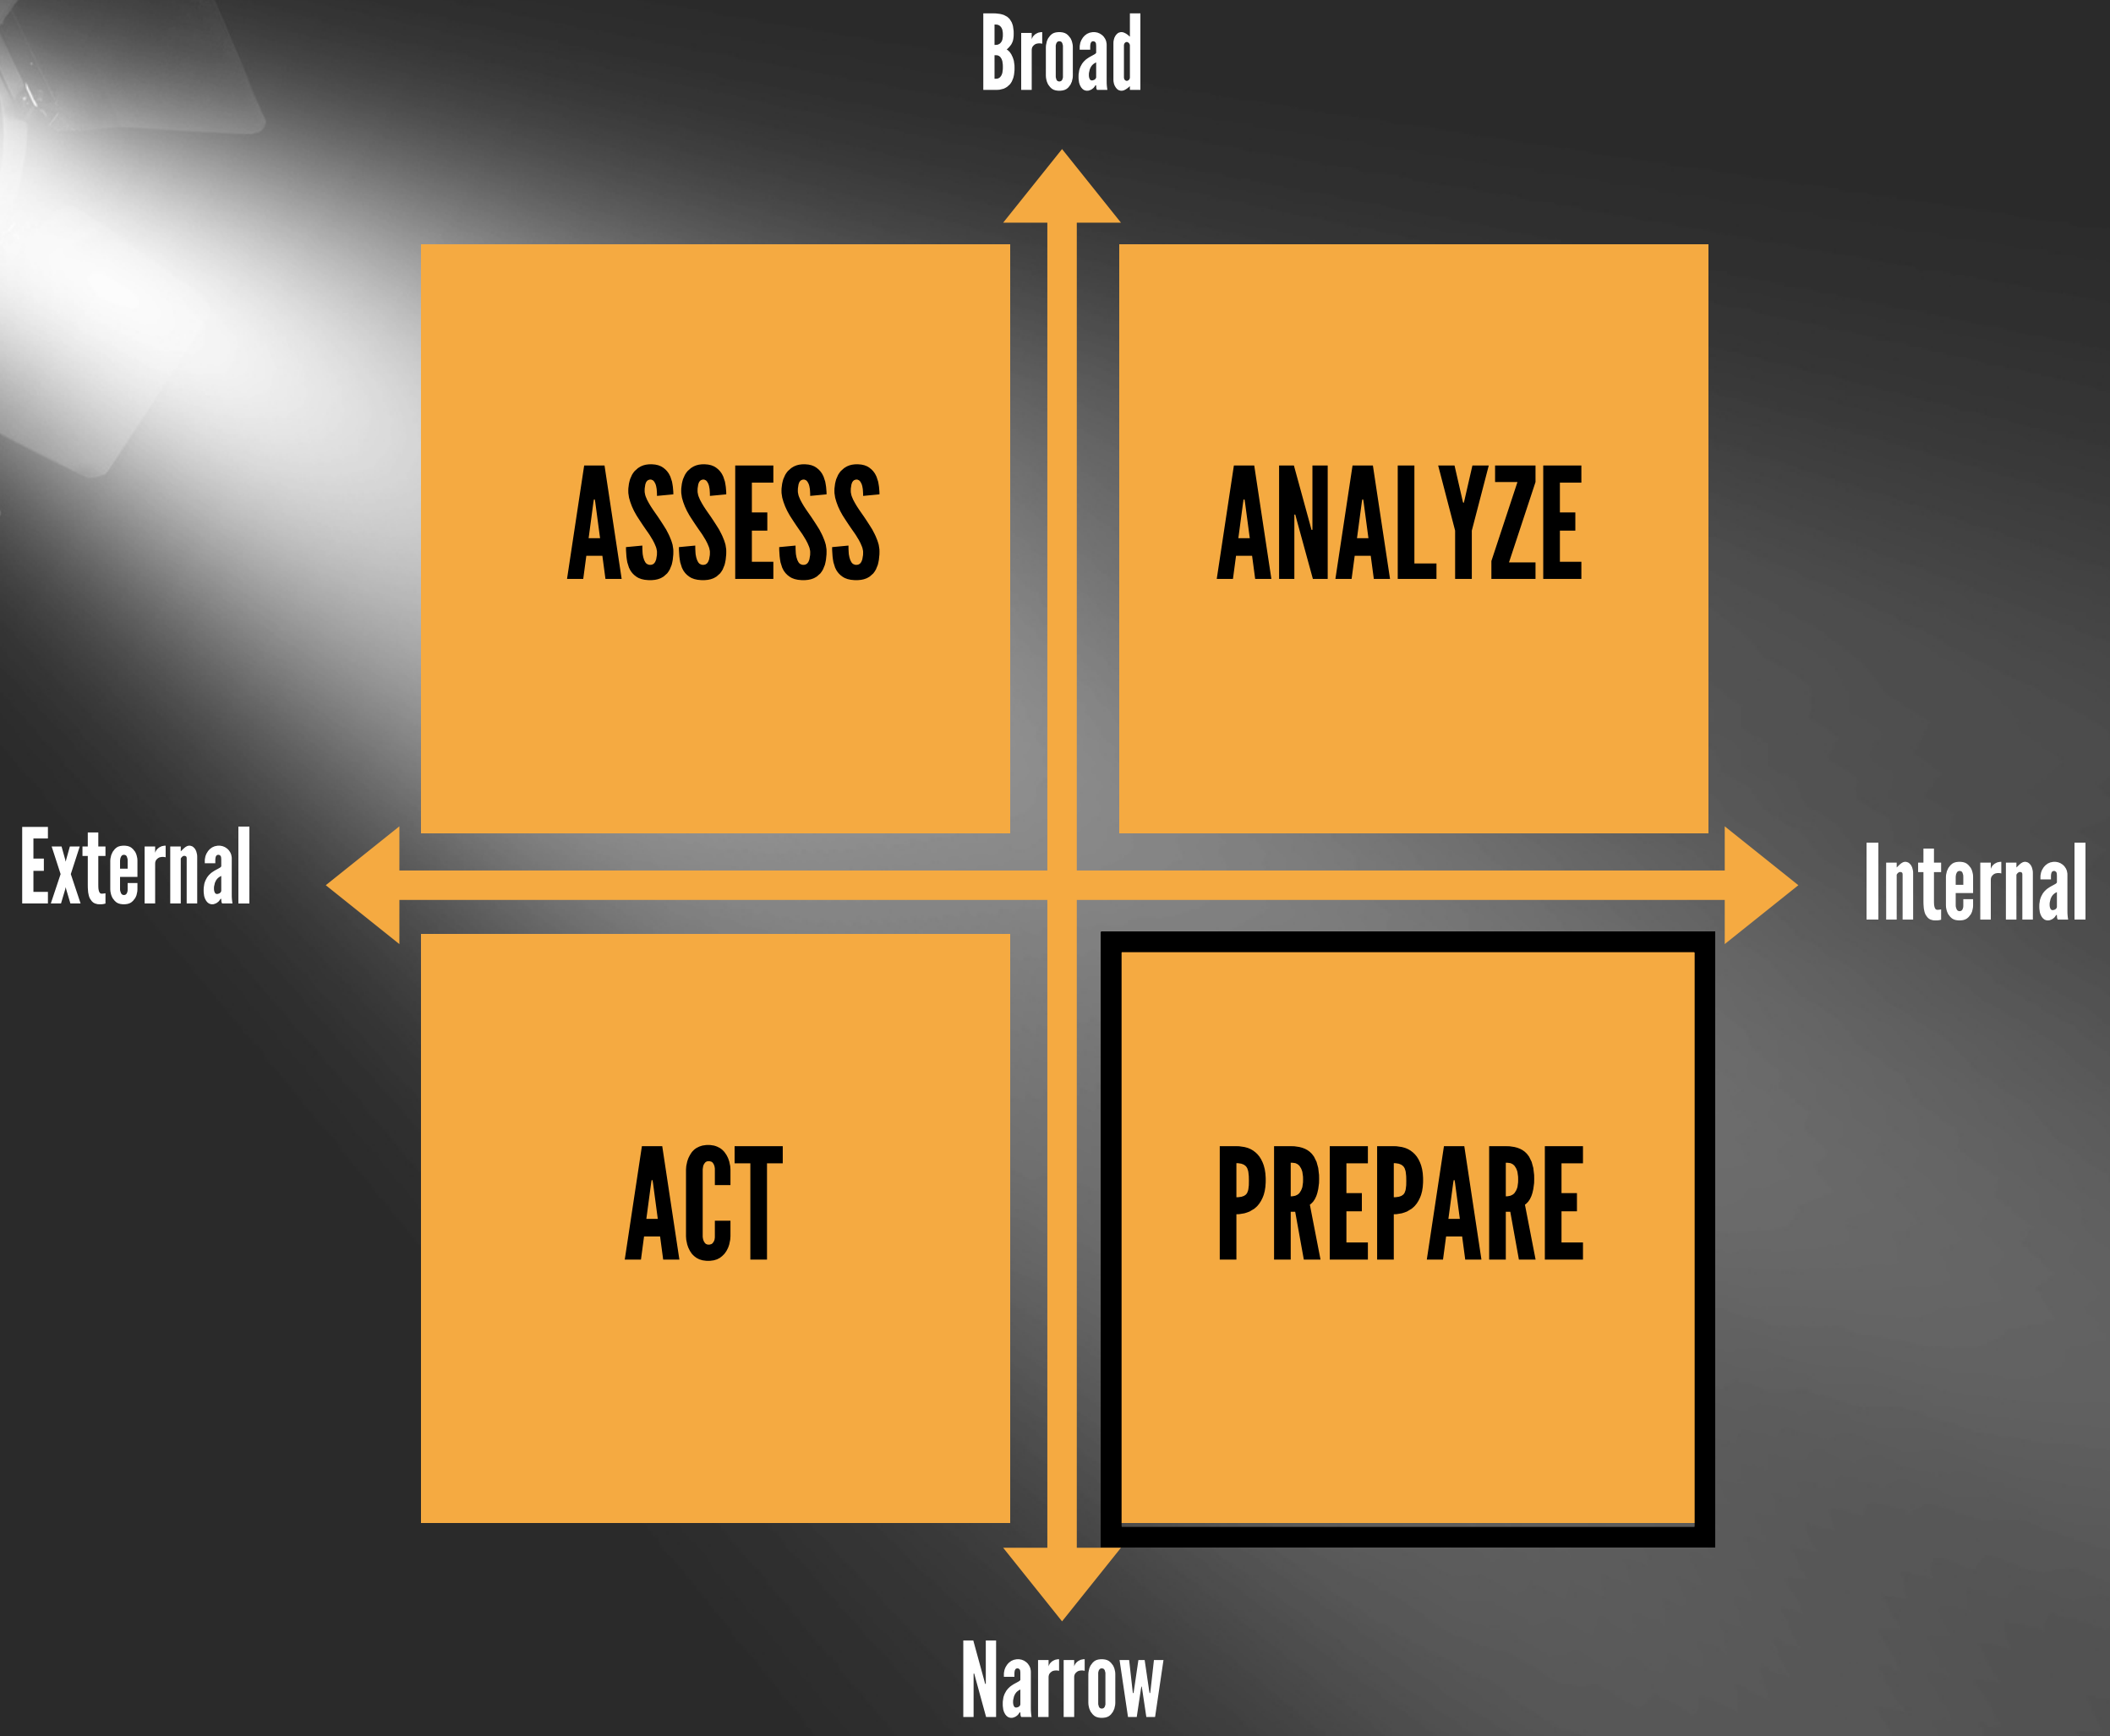 Broad
ASSESS
ANALYZE
External
Internal
ACT
PREPARE
Narrow